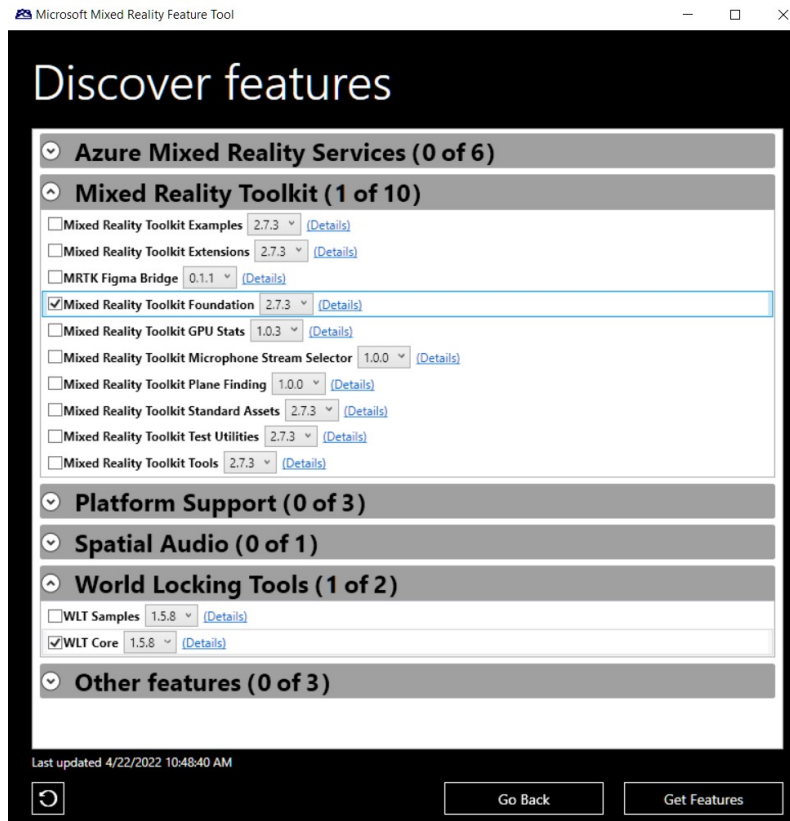 Microsoft Mixed Reality Feature Tool
Discover features
Azure Mixed Reality Services (0 of 6)
Mixed Reality Toolkit (1 of 10)
Mixed Reality Toolkit Examples 2.7.3 (Details)
Mixed Reality Toolkit Extensions 2.7.3 (Details)
MRTK Figma Bridge 0.1.1 (Details)
Mixed Reality Toolkit Foundation 2.7.3 (Details)
Mixed Reality Toolkit GPU Stats 1.0.3 (Details)
Mixed Reality Toolkit Microphone Stream Selector 1.0.0 (Details)
Mixed Reality Toolkit Plane Finding 1.0.0 (Details)
Mixed Reality Toolkit Standard Assets 2.7.3 (Details)
Mixed Reality Toolkit Test Utilities 2.7.3 (Details)
Mixed Reality Toolkit Tools 2.7.3 (Details)
Platform Support (0 of 3)
Spatial Audio (0 of 1)
World Locking Tools (1 of 2)
WLT Samples 1.5.8 (Details)
WLT Core 1.5.8 (Details)
Other features (0 of 3)
Last updated 4/22/2022 10:48:40 AM
Go Back Get Features